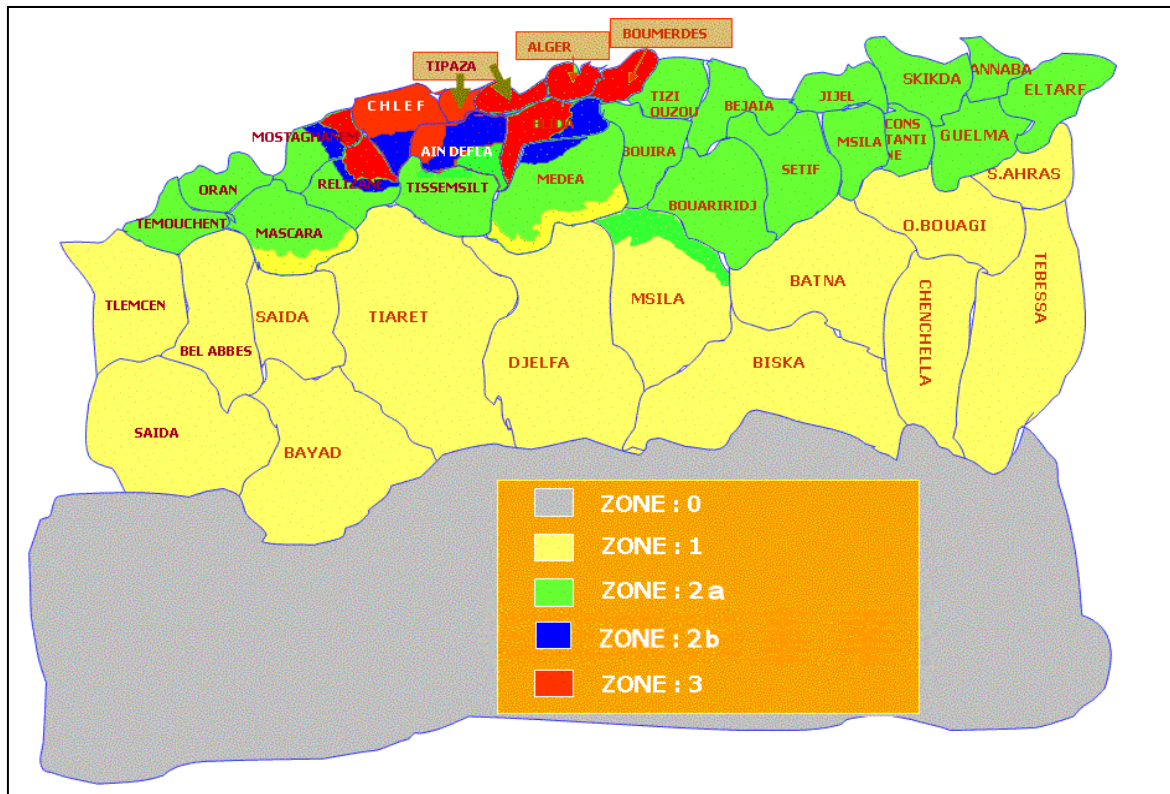 BOUMERDES
ALGER
TIPAZA
ANNABA
SKIKDA
ELTARF
CHLEF
TIZI
OUZOU
BEJAIA
JIJEL
MOSTAGHANEM
CONS
TANTI
NE
GUELMA
MSILA
AIN DEFLA
BOUIRA
SETIF
S.AHRAS
RELIZANE
TISSEMSILT
MEDEA
ORAN
BOUARIRIDJ
TEMOUCHENT
MASCARA
O.BOUAGI
TEBESSA
BATNA
CHENCHELLA
TLEMCEN
SAIDA
TIARET
MSILA
BEL ABBES
DJELFA
BISKA
SAIDA
BAYAD
ZONE : 0
ZONE : 1
ZONE : 2a
ZONE : 2b
ZONE : 3